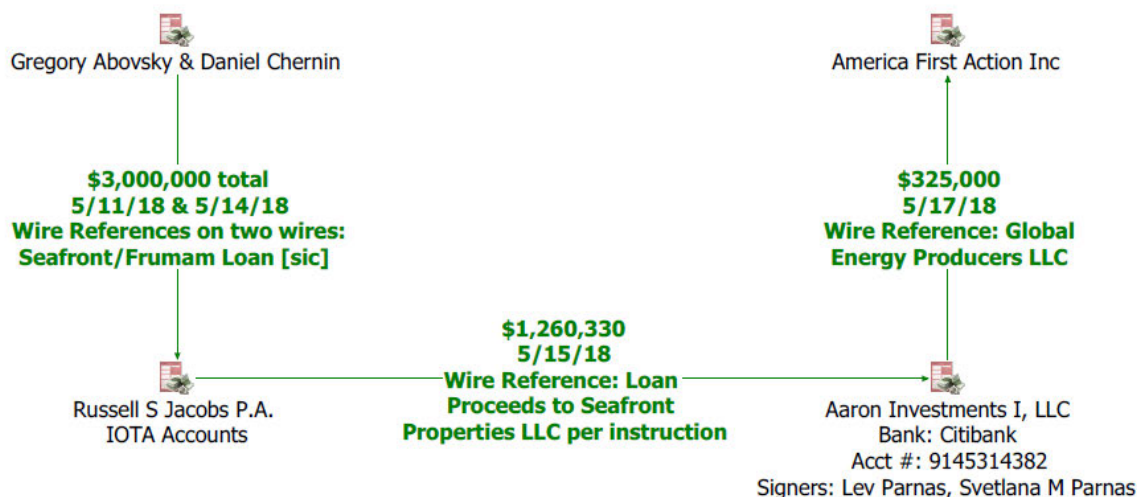 Gregory Abovsky & Daniel Chernin
America First Action Inc
$3,000,000 total
5/11/18 & 5/14/18
Wire References on two wires:
Seafront/Frumam Loan [sic]
$325,000
5/17/18
Wire Reference: Global
Energy Producers LLC
$1,260,330
5/15/18
Wire Reference: Loan
Proceeds to Seafront
Properties LLC per instruction
Russell S Jacobs P.A.
IOTA Accounts
Aaron Investments I, LLC
Bank: Citibank
Acct #: 9145314382
Signers: Lev Parnas, Svetlana M Parnas